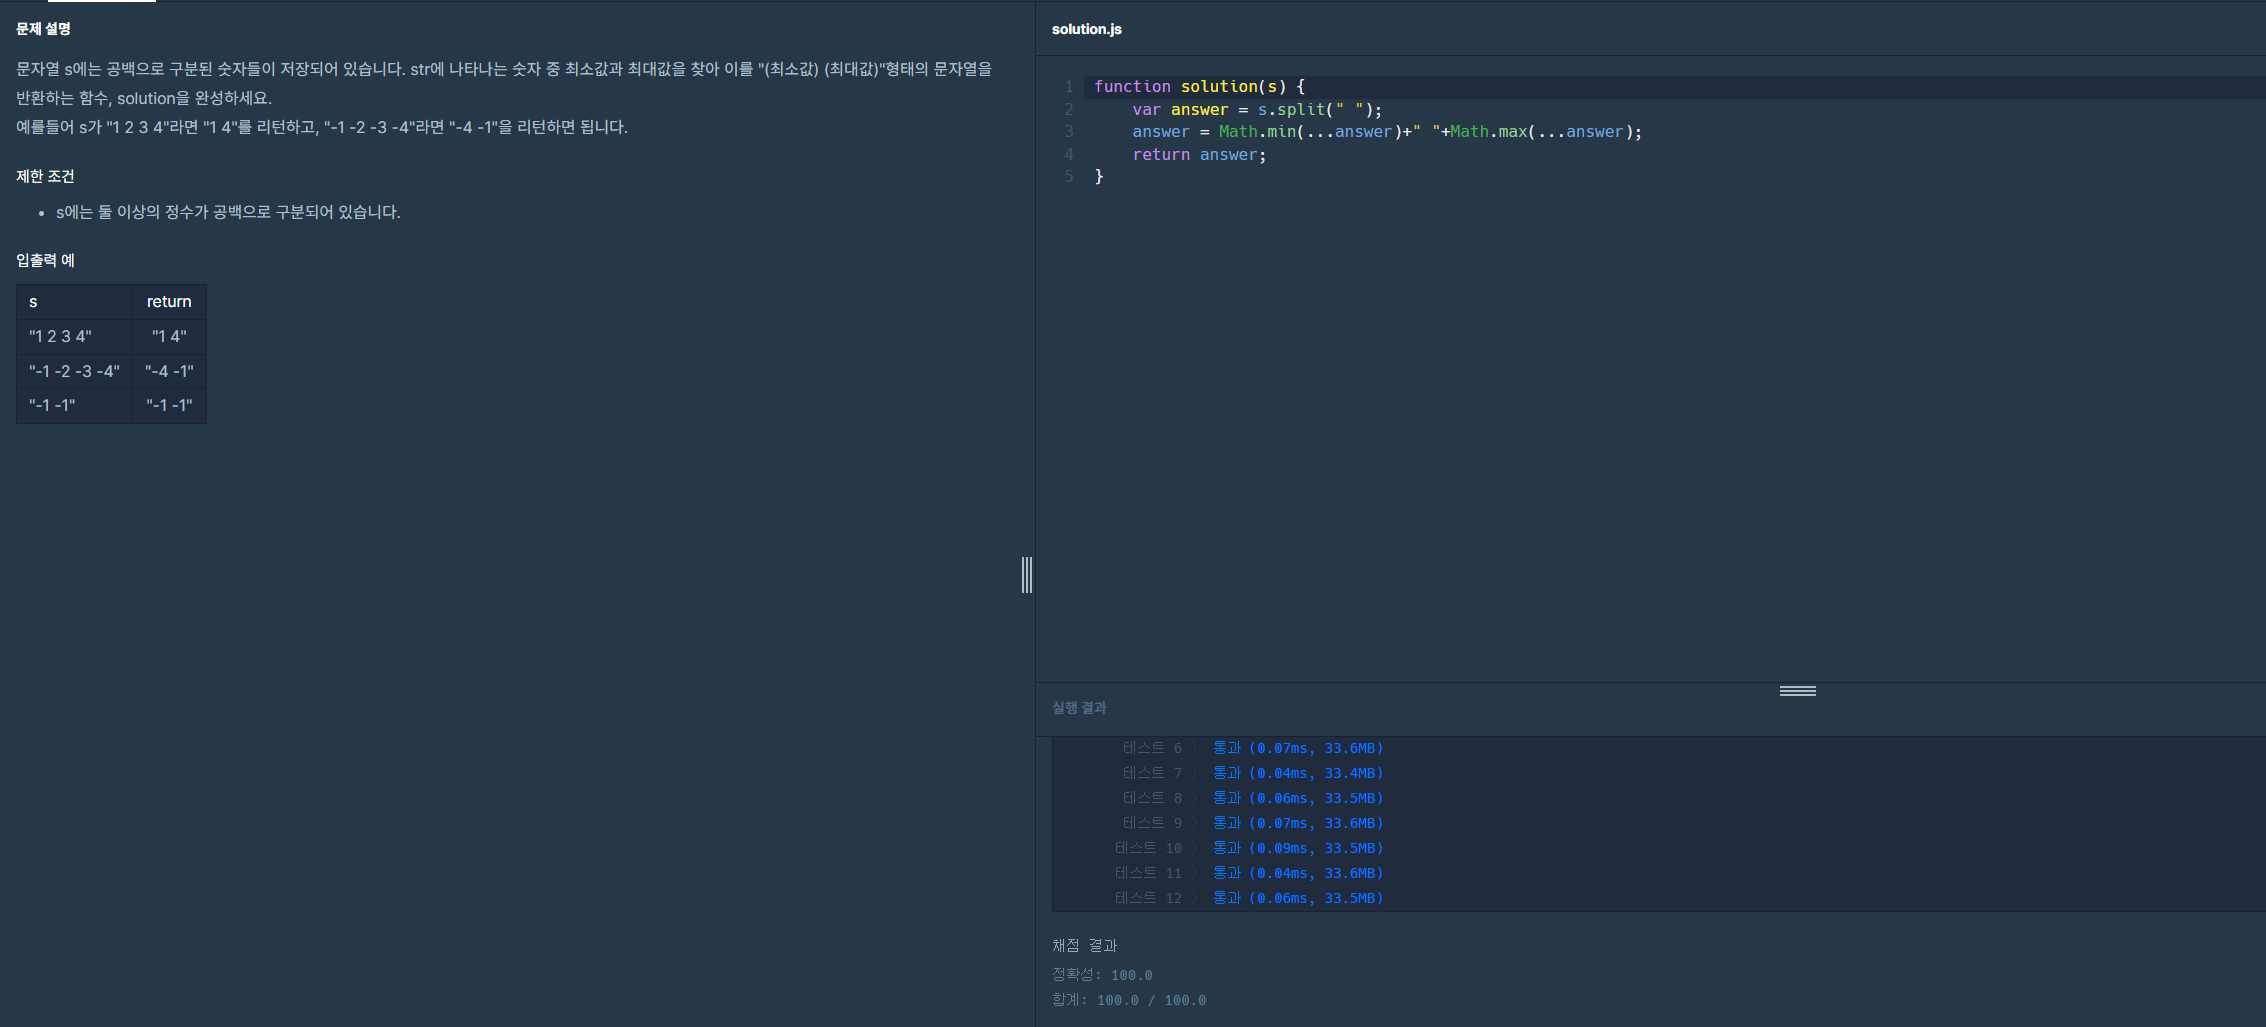 문제 설명
문자열 s에는 공백으로 구분된 숫자들이 저장되어 있습니다. str에 나타나는 숫자 중 최소값과 최대값을 찾아 이를 "(최소값) (최대값)"형태의 문자열을
반환하는 함수, solution을 완성하세요.
예를들어 s가 "1 2 3 4"라면 "1 4"를 리턴하고, "-1 -2 -3 -4"라면 "-4 -1"을 리턴하면 됩니다.
제한 조건
• s에는 둘 이상의 정수가 공백으로 구분되어 있습니다.
입출력 예
s return
"1 2 3 4" "1 4"
"-1 -2 -3 -4" "-4 -1"
"-1 -1" "-1 -1"
solution.js
1 function solution(s) {
2     var answer = s.split(" ");
3     answer = Math.min(...answer)+" "+Math.max(...answer);
4     return answer;
5 }
실행 결과
테스트 6 〉 통과 (0.07ms, 33.6MB)
테스트 7 〉 통과 (0.04ms, 33.4MB)
테스트 8 〉 통과 (0.06ms, 33.5MB)
테스트 9 〉 통과 (0.07ms, 33.6MB)
테스트 10 〉 통과 (0.09ms, 33.5MB)
테스트 11 〉 통과 (0.04ms, 33.6MB)
테스트 12 〉 통과 (0.06ms, 33.5MB)
채점 결과
정확성: 100.0
합계: 100.0 / 100.0